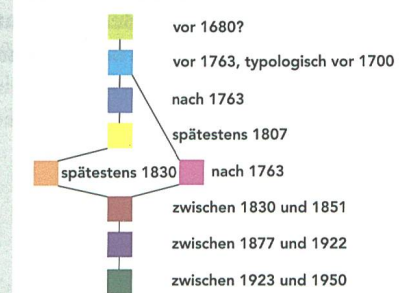 vor 1680?
vor 1763, typologisch vor 1700
nach 1763
spätestens 1807
spätestens 1830 nach 1763
zwischen 1830 und 1851
zwischen 1877 und 1922
zwischen 1923 und 1950